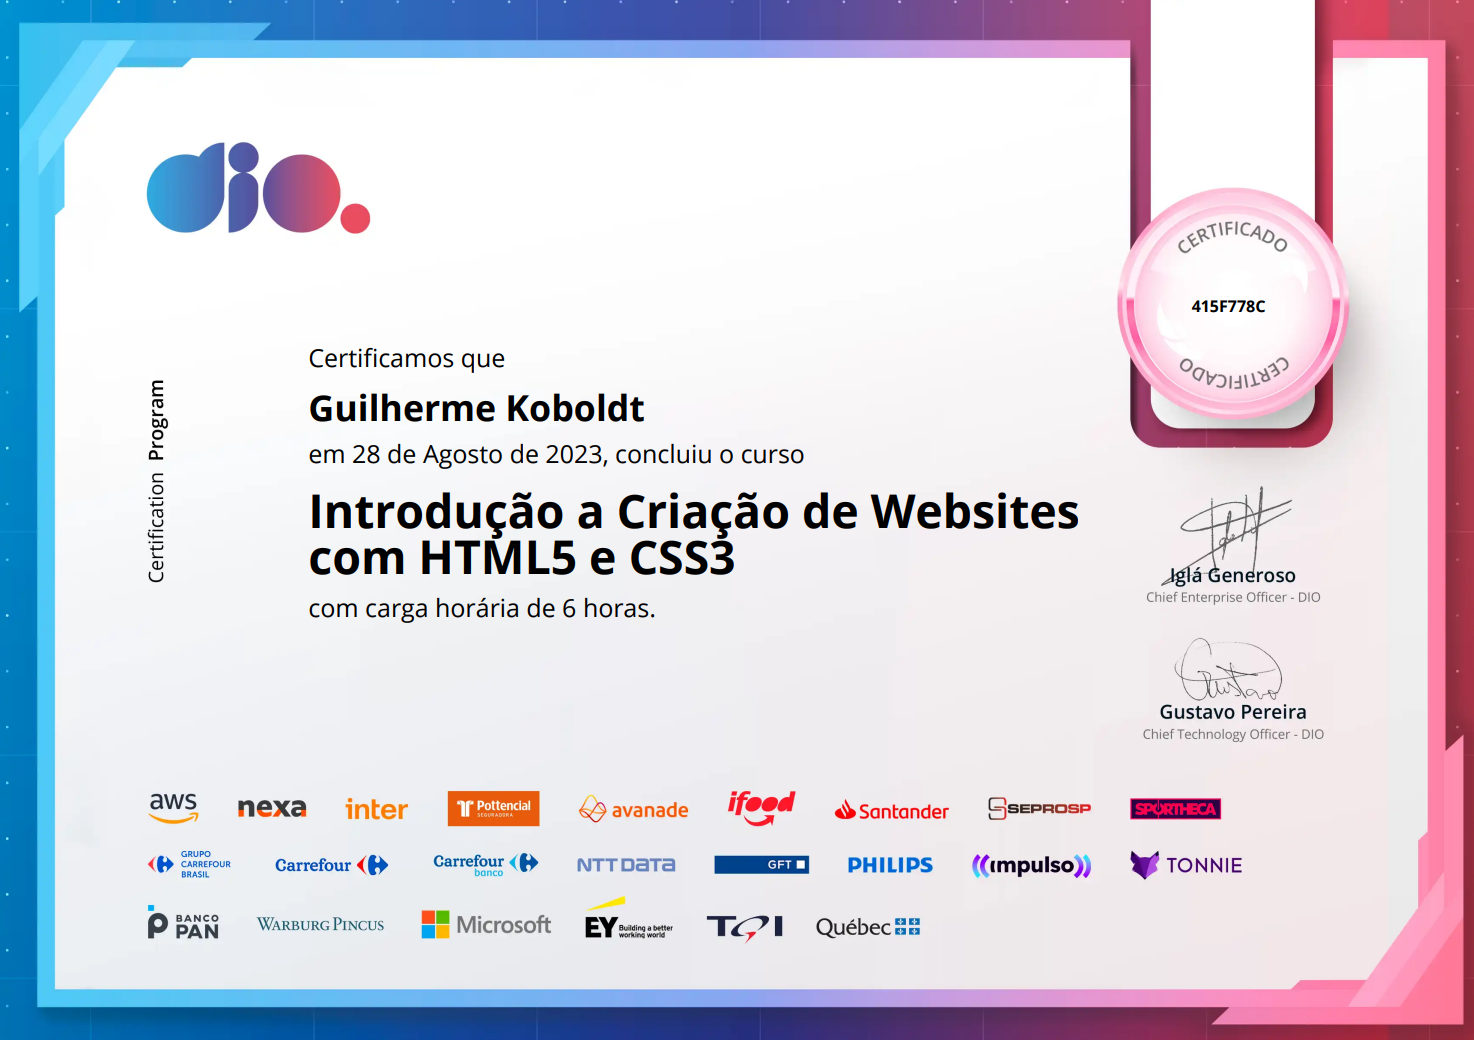 dio.
CERTIFICADO
415F778C
CERTIFICADO
Certification Program
Certificamos que
Guilherme Koboldt
em 28 de Agosto de 2023, concluiu o curso
Introdução a Criação de Websites
com HTML5 e CSS3
com carga horária de 6 horas.
Iglá Generoso
Chief Enterprise Officer - DIO
Gustavo
Gustavo Pereira
Chief Technology Officer - DIO
aws nexa inter Pottencial SEGURADORA avanade ifood Santander SEPROSP SPORTHECA
GRUPO CARREFOUR BRASIL Carrefour Carrefour banco NTT DATA GFT PHILIPS impulso TONNIE
BANCO PAN WARBURG PINCUS Microsoft EY Building a better working world TQI Québec